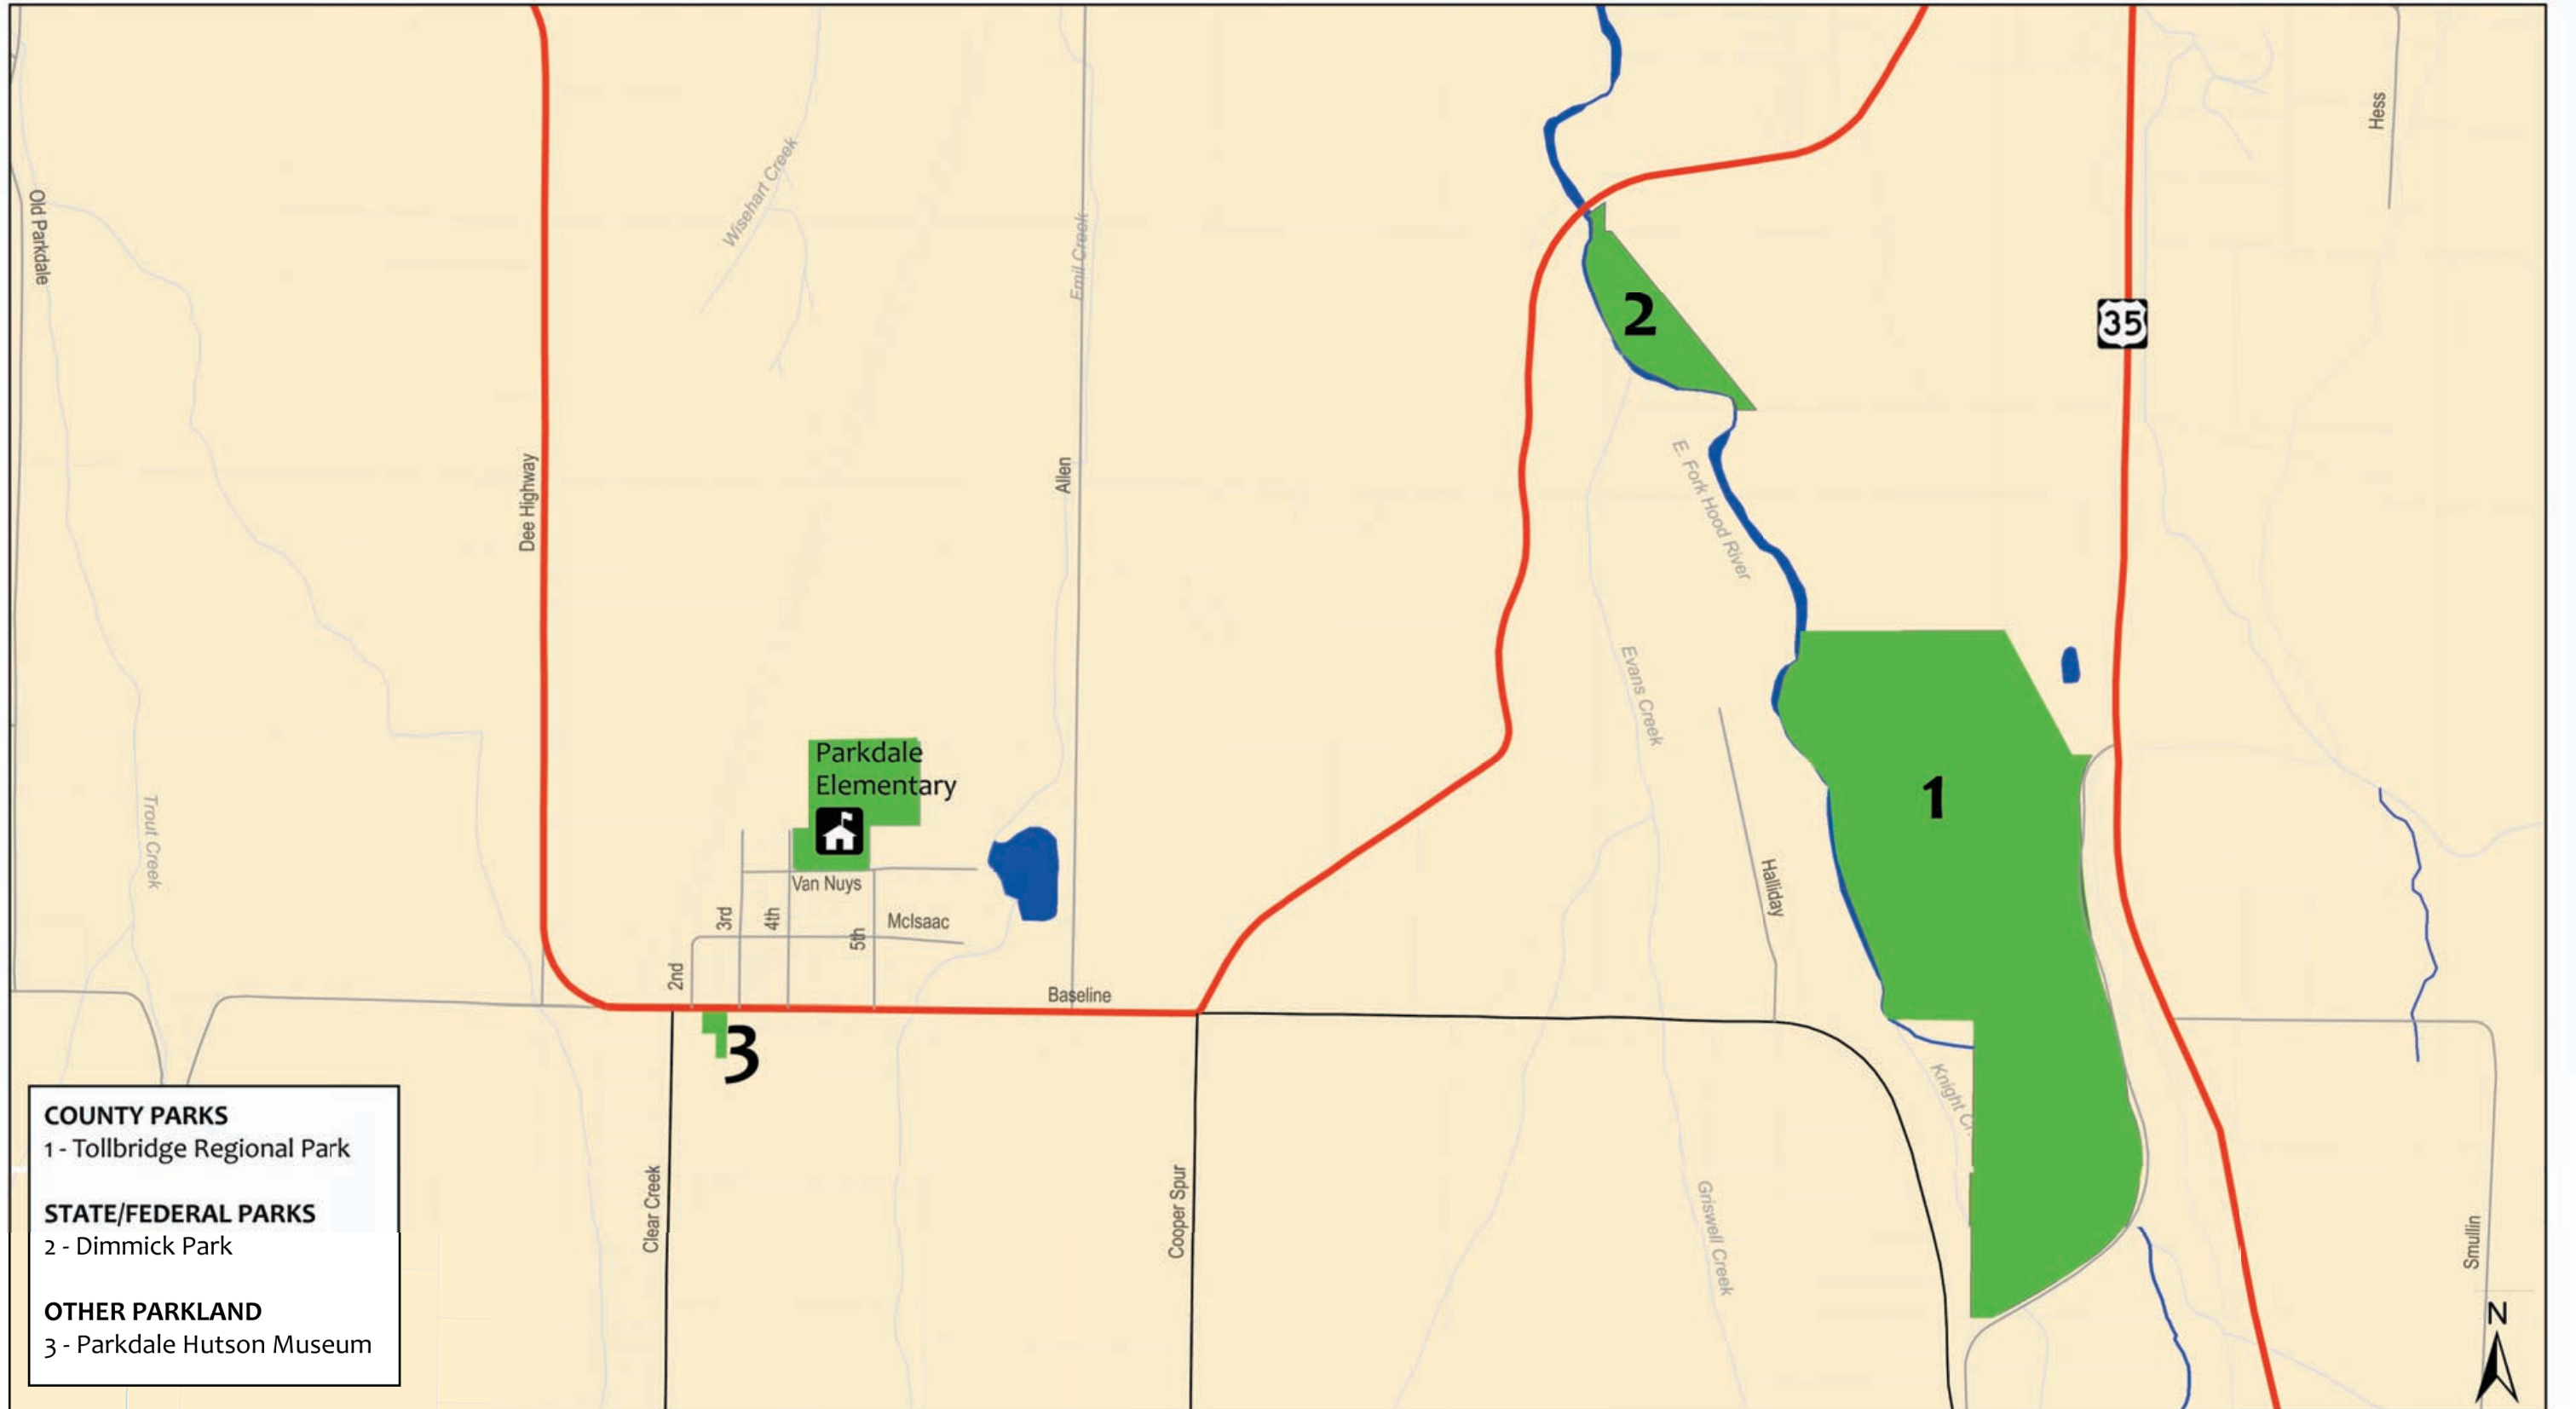 Hess
Wisehart Creek
Old Parkdale
Emil Creek
2
35
Dee Highway
Allen
E. Fork Hood River
Evans Creek
Parkdale
Elementary
1
Trout Creek
Halliday
Van Nuys
3rd
4th
5th
McIsaac
2nd
Baseline
3
Knight Cr.
Clear Creek
Cooper Spur
Griswell Creek
Smullin
N
COUNTY PARKS
1 - Tollbridge Regional Park
STATE/FEDERAL PARKS
2 - Dimmick Park
OTHER PARKLAND
3 - Parkdale Hutson Museum